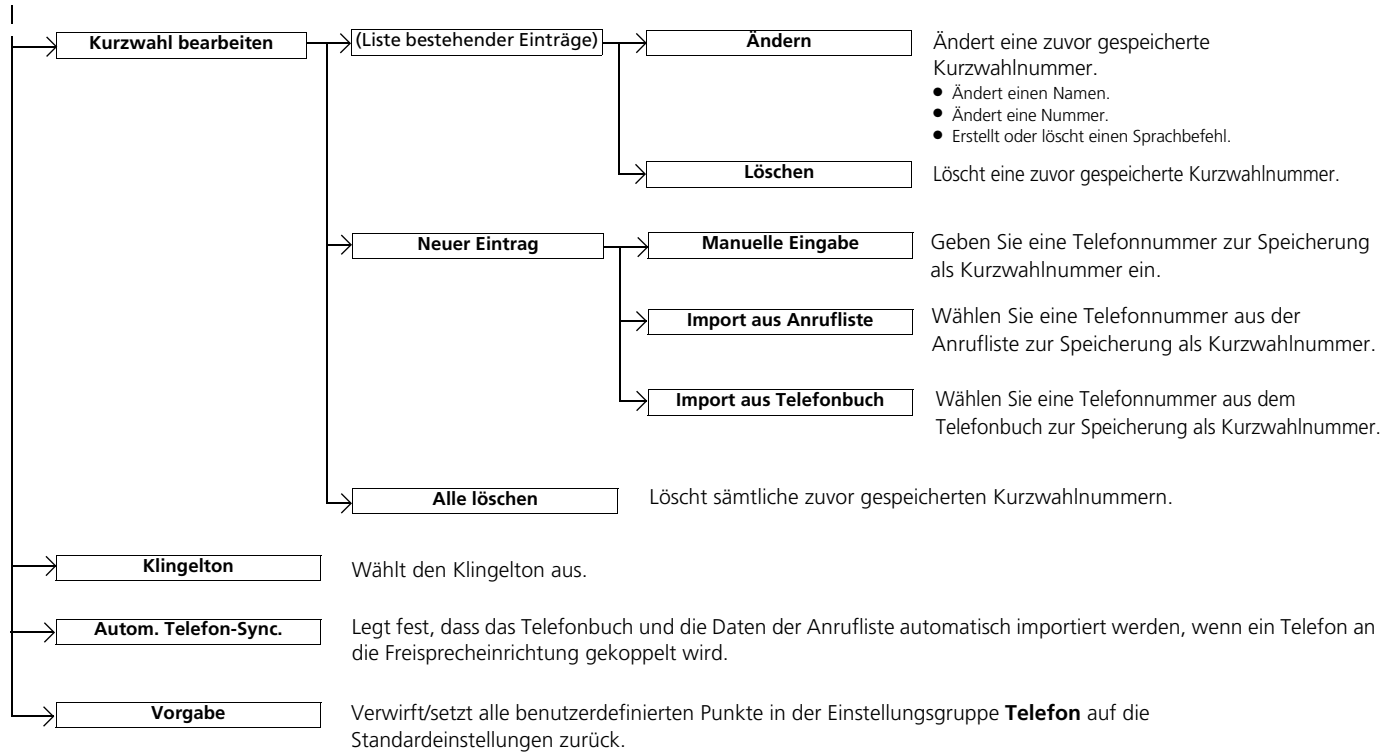 Kurzwahl bearbeiten
(Liste bestehender Einträge)
Ändern
Ändert eine zuvor gespeicherte
Kurzwahlnummer.
● Ändert einen Namen.
● Ändert eine Nummer.
● Erstellt oder löscht einen Sprachbefehl.
Löschen
Löscht eine zuvor gespeicherte Kurzwahlnummer.
Neuer Eintrag
Manuelle Eingabe
Geben Sie eine Telefonnummer zur Speicherung
als Kurzwahlnummer ein.
Import aus Anrufliste
Wählen Sie eine Telefonnummer aus der
Anrufliste zur Speicherung als Kurzwahlnummer.
Import aus Telefonbuch
Wählen Sie eine Telefonnummer aus dem
Telefonbuch zur Speicherung als Kurzwahlnummer.
Alle löschen
Löscht sämtliche zuvor gespeicherten Kurzwahlnummern.
Klingelton
Wählt den Klingelton aus.
Autom. Telefon-Sync.
Legt fest, dass das Telefonbuch und die Daten der Anrufliste automatisch importiert werden, wenn ein Telefon an
die Freisprecheinrichtung gekoppelt wird.
Vorgabe
Verwirft/setzt alle benutzerdefinierten Punkte in der Einstellungsgruppe Telefon auf die
Standardeinstellungen zurück.